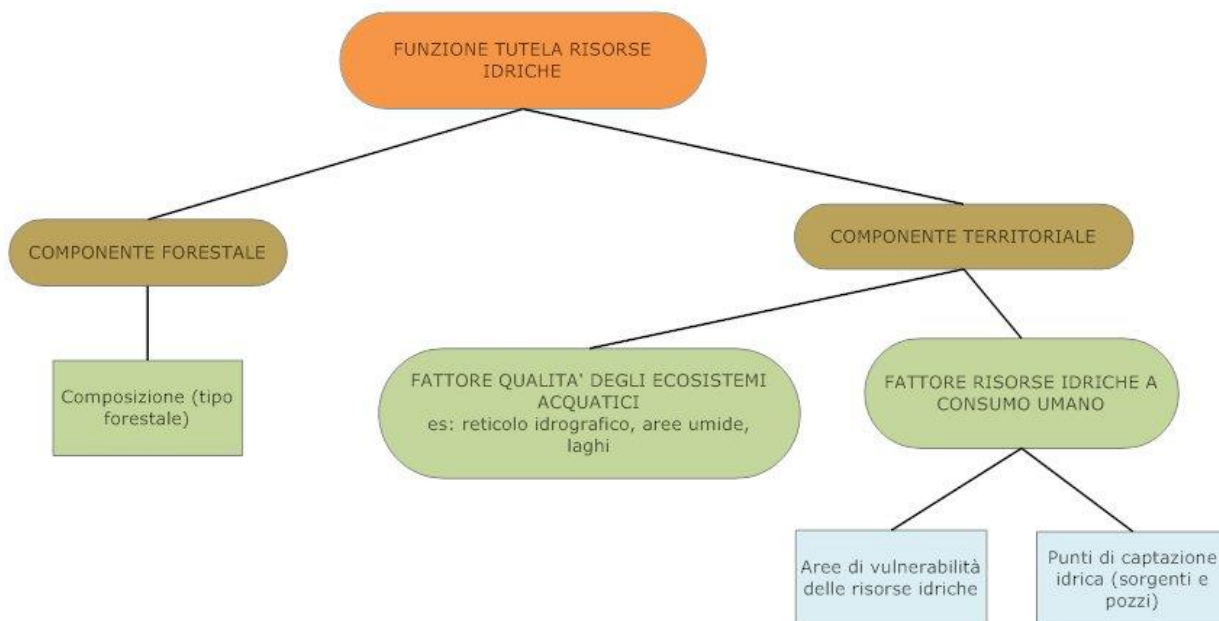 FUNZIONE TUTELA RISORSE
IDRICHE
COMPONENTE FORESTALE
COMPONENTE TERRITORIALE
Composizione (tipo
forestale)
FATTORE QUALITA' DEGLI ECOSISTEMI
ACQUATICI
es: reticolo idrografico, aree umide,
laghi
FATTORE RISORSE IDRICHE A
CONSUMO UMANO
Aree di vulnerabilità
delle risorse idriche
Punti di captazione
idrica (sorgenti e
pozzi)